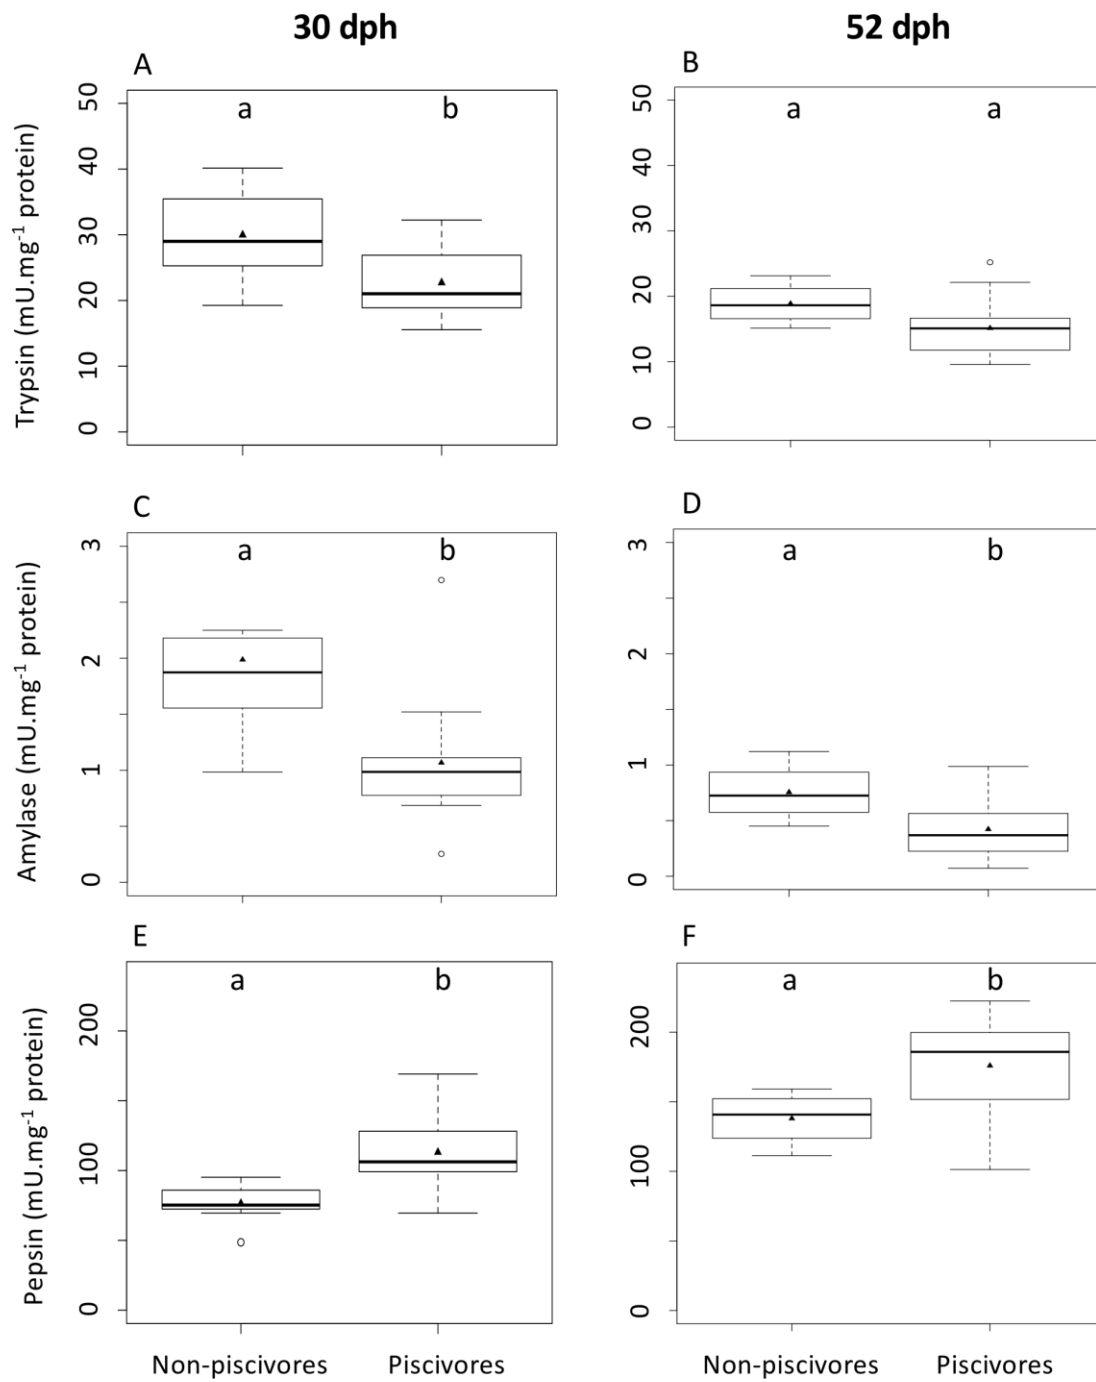 30 dph 52 dph
A B
a b a a
Trypsin (mU.mg⁻¹ protein)
50 50
40 40
30 30
20 20
10 10
0 0
C D
a b a b
Amylase (mU.mg⁻¹ protein)
3 3
2 2
1 1
0 0
E F
a b a b
Pepsin (mU.mg⁻¹ protein)
200 200
100 100
0 0
Non-piscivores Piscivores Non-piscivores Piscivores